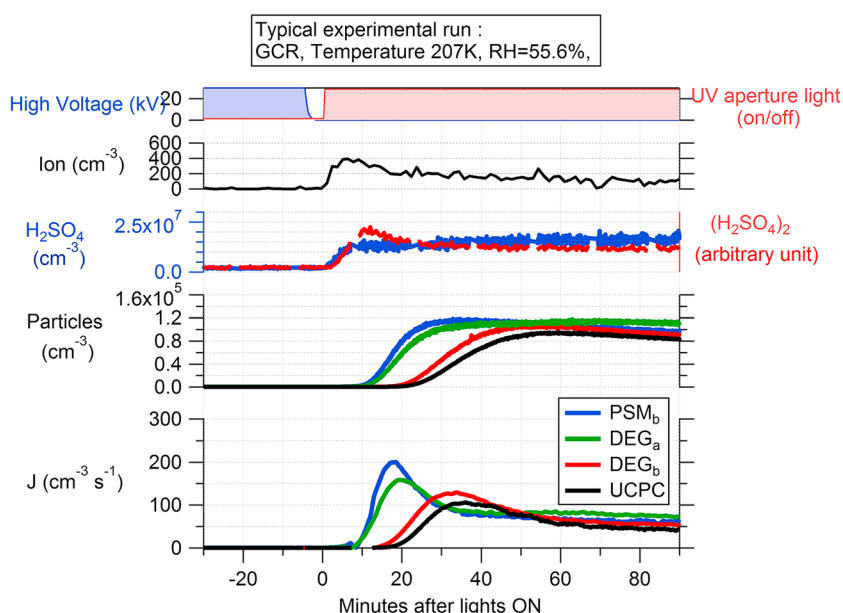 Typical experimental run :
GCR, Temperature 207K, RH=55.6%,
High Voltage (kV)
20
0
UV aperture light
(on/off)
Ion (cm⁻³)
600
400
200
0
H₂SO₄
(cm⁻³)
2.5x10⁷
0.0
(H₂SO₄)₂
(arbitrary unit)
Particles
(cm⁻³)
1.6x10⁵
1.2
0.8
0.4
0.0
J (cm⁻³ s⁻¹)
300
200
100
0
PSM_b
DEG_a
DEG_b
UCPC
-20 0 20 40 60 80
Minutes after lights ON